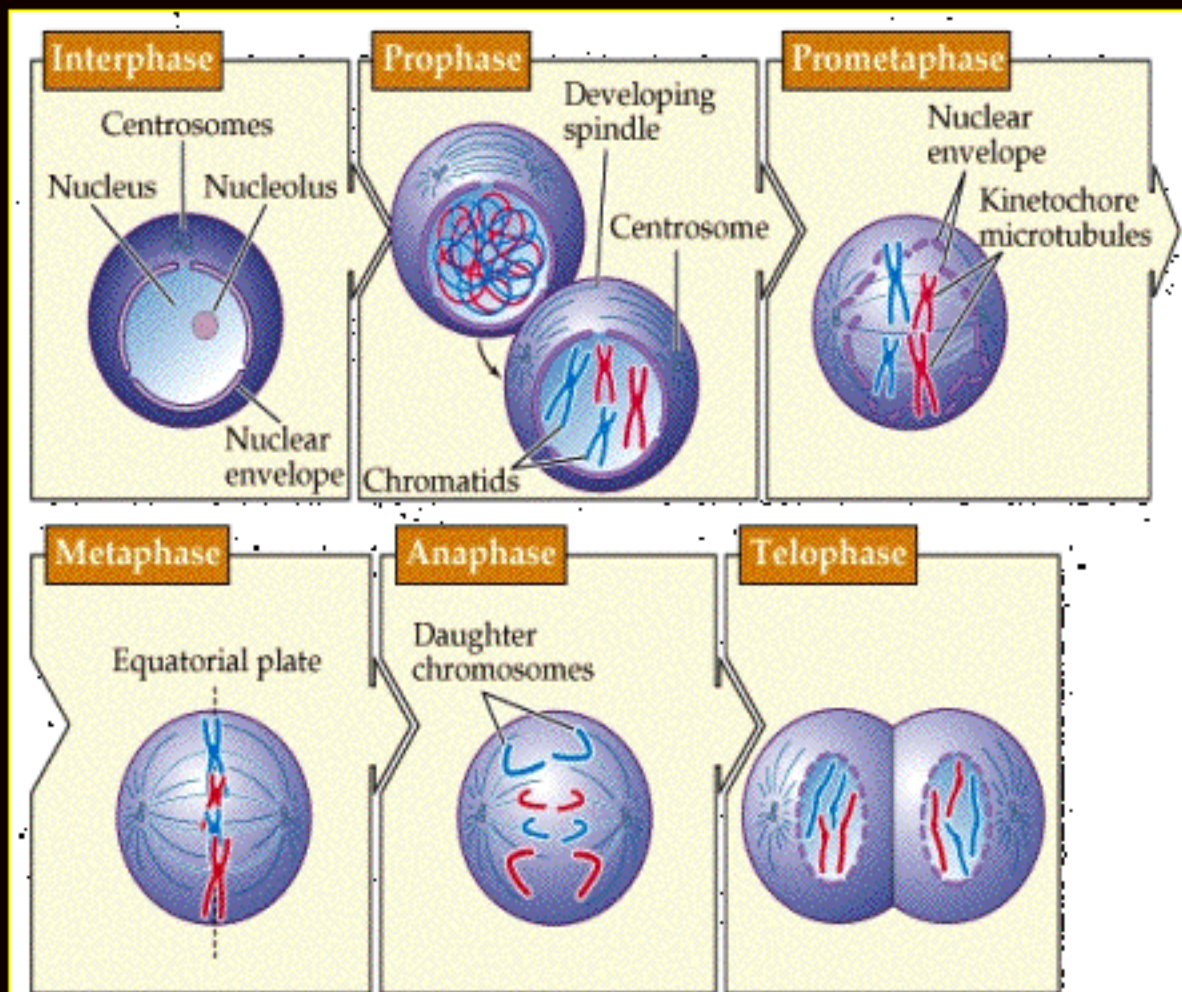 Interphase
Centrosomes
Nucleus
Nucleolus
Nuclear
envelope
Prophase
Developing
spindle
Centrosome
Chromatids
Prometaphase
Nuclear
envelope
Kinetochore
microtubules
Metaphase
Equatorial plate
Anaphase
Daughter
chromosomes
Telophase